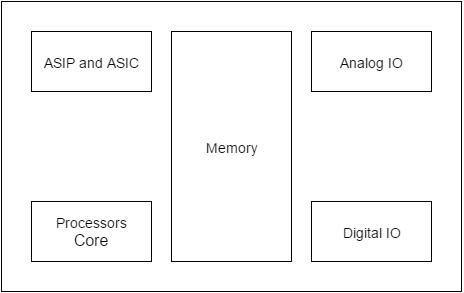 ASIP and ASIC
Analog IO
Memory
Processors
Core
Digital IO